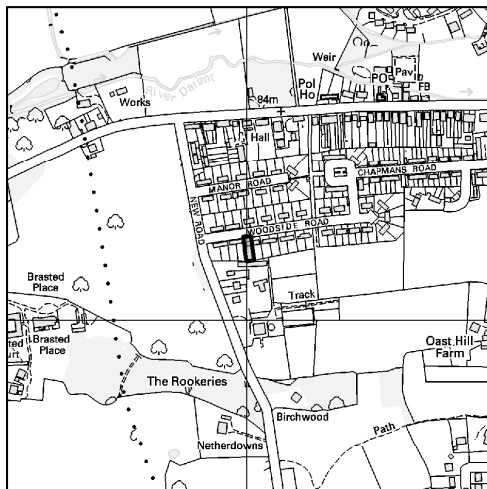 Weir
Pav
PO
FB
Pol
Ho
River Darent
84m
Works
Hall
MANOR ROAD
CHAPMANS ROAD
NEW ROAD
WOODSIDE ROAD
Brasted
Place
Track
Brasted
Place
Oast Hill
Farm
The Rookeries
Birchwood
Netherdowns
Path